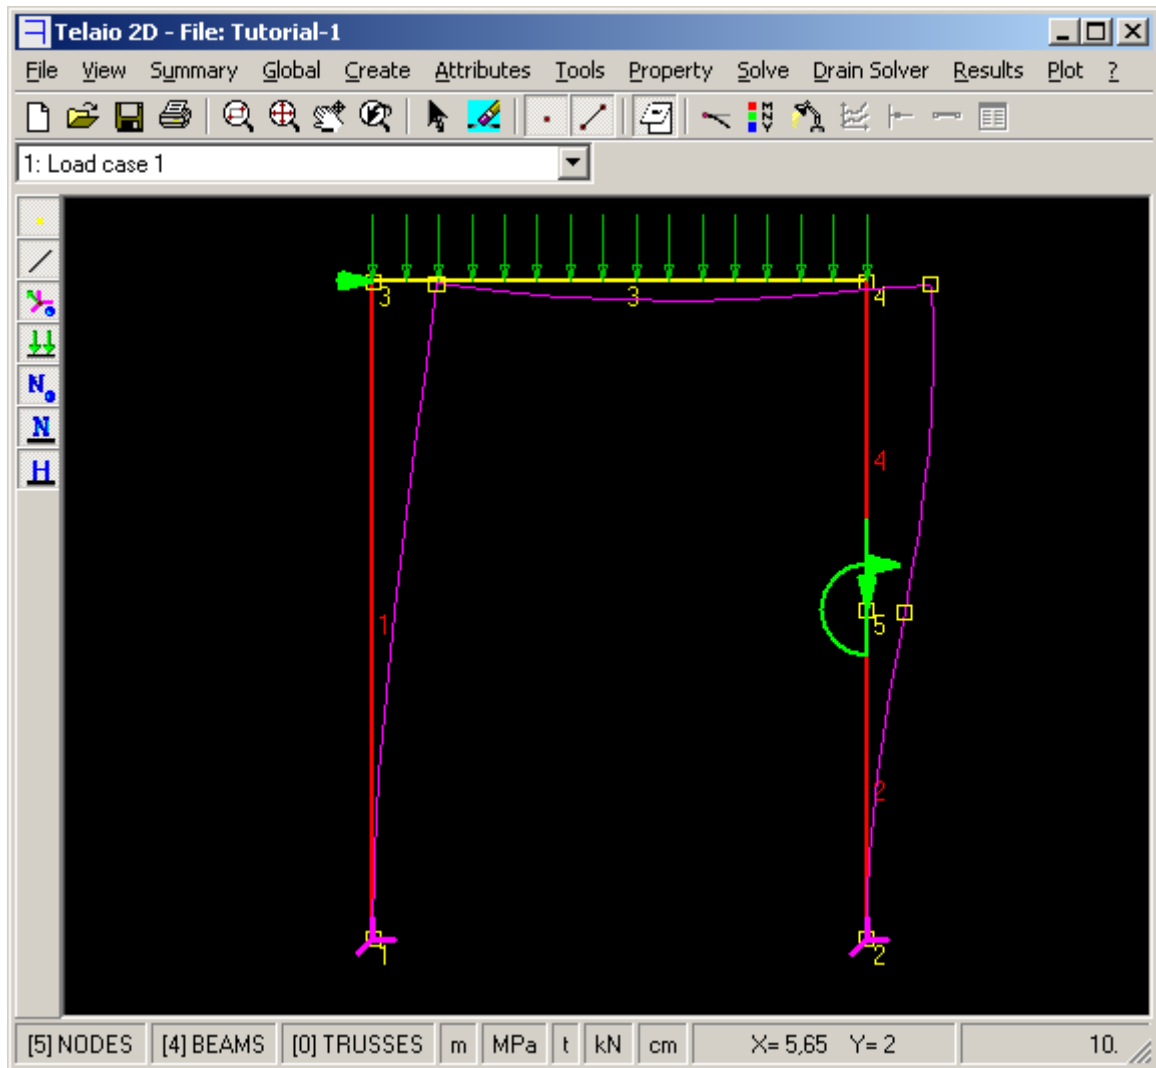 Telaio 2D - File: Tutorial-1
File View Summary Global Create Attributes Tools Property Solve Drain Solver Results Plot ?
M
N
V
1: Load case 1
3 3 4
N
4
N
H
1 5
2
1 2
[5] NODES [4] BEAMS [0] TRUSSES m MPa t kN cm X= 5,65 Y= 2 10.